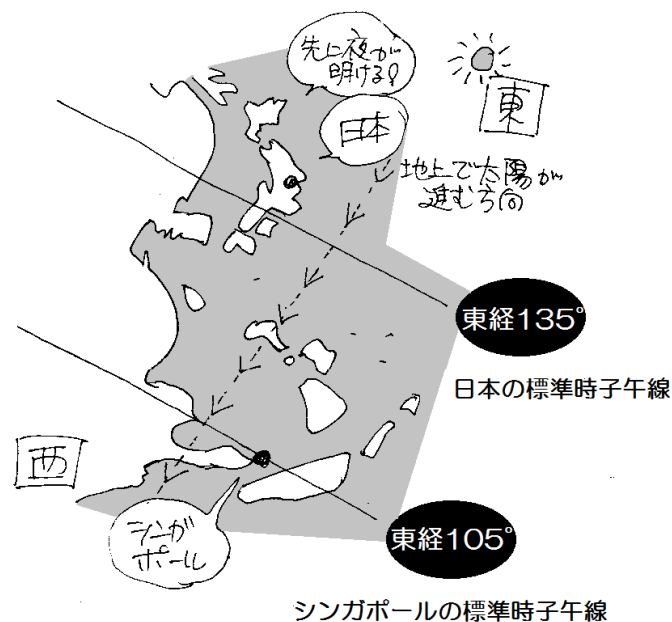 先に夜が
明ける!
東
日本
地上で太陽が
進む方向
東経135°
日本の標準時子午線
西
シンガ
ポール
東経105°
シンガポールの標準時子午線